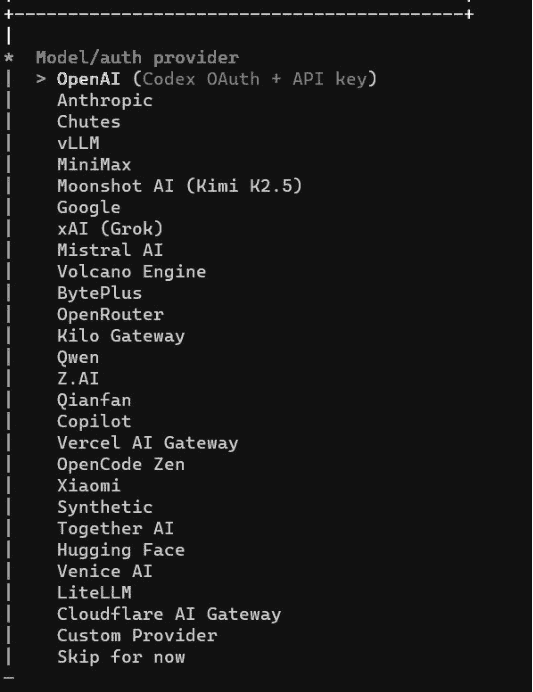 Model/auth provider
> OpenAI (Codex OAuth + API key)
Anthropic
Chutes
vLLM
MiniMax
Moonshot AI (Kimi K2.5)
Google
xAI (Grok)
Mistral AI
Volcano Engine
BytePlus
OpenRouter
Kilo Gateway
Qwen
Z.AI
Qianfan
Copilot
Vercel AI Gateway
OpenCode Zen
Xiaomi
Synthetic
Together AI
Hugging Face
Venice AI
LiteLLM
Cloudflare AI Gateway
Custom Provider
Skip for now